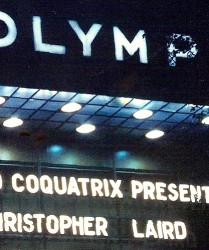 OLYMP
O COQUATRIX PRESENT
HRISTOPHER LAIRD